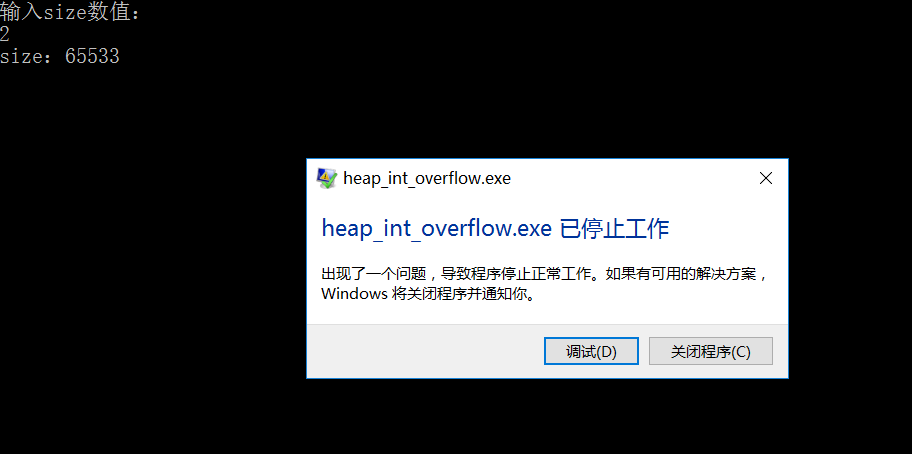 输入size数值：
2
size：65533
heap_int_overflow.exe
heap_int_overflow.exe 已停止工作
出现了一个问题，导致程序停止正常工作。如果有可用的解决方案，
Windows 将关闭程序并通知你。
调试(D)
关闭程序(C)